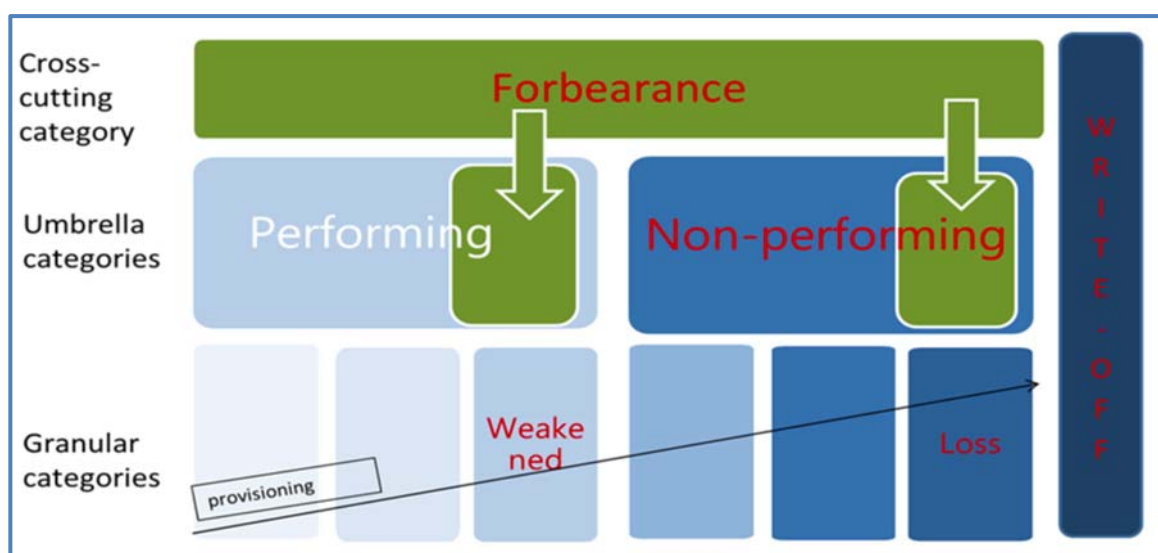 Cross-
cutting
category
Forbearance
Umbrella
categories
Performing
Non-performing
Granular
categories
provisioning
Weake
ned
Loss
W
R
I
T
E
-
O
F
F